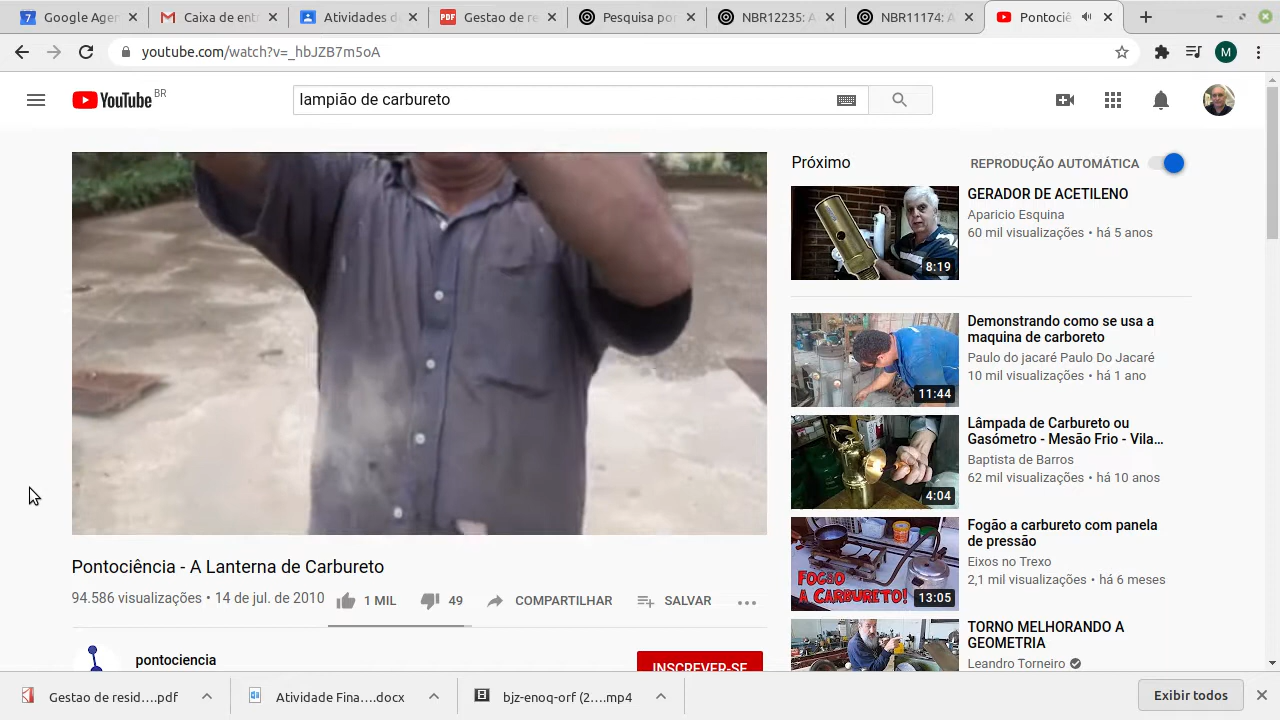 Google Agen
Caixa de ent
Atividades d
PDF
Gestao de re
Pesquisa po
NBR12235: A
NBR11174: A
Pontociê
youtube.com/watch?v=_hbJZB7m5oA
M
YouTube BR
lampião de carbureto
Próximo
REPRODUÇÃO AUTOMÁTICA
GERADOR DE ACETILENO
Aparicio Esquina
60 mil visualizações • há 5 anos
8:19
Demonstrando como se usa a
maquina de carboreto
Paulo do jacaré Paulo Do Jacaré
10 mil visualizações • há 1 ano
11:44
Lâmpada de Carbureto ou
Gasómetro - Mesão Frio - Vila…
Baptista de Barros
62 mil visualizações • há 10 anos
4:04
Fogão a carbureto com panela
de pressão
Eixos no Trexo
2,1 mil visualizações • há 6 meses
FOGÃO
A CARBURETO!
13:05
TORNO MELHORANDO A
GEOMETRIA
Leandro Torneiro
Pontociência - A Lanterna de Carbureto
94.586 visualizações • 14 de jul. de 2010
1 MIL
49
COMPARTILHAR
SALVAR
pontociencia
INSCREVER-SE
Gestao de resid….pdf
Atividade Fina….docx
bjz-enoq-orf (2….mp4
Exibir todos